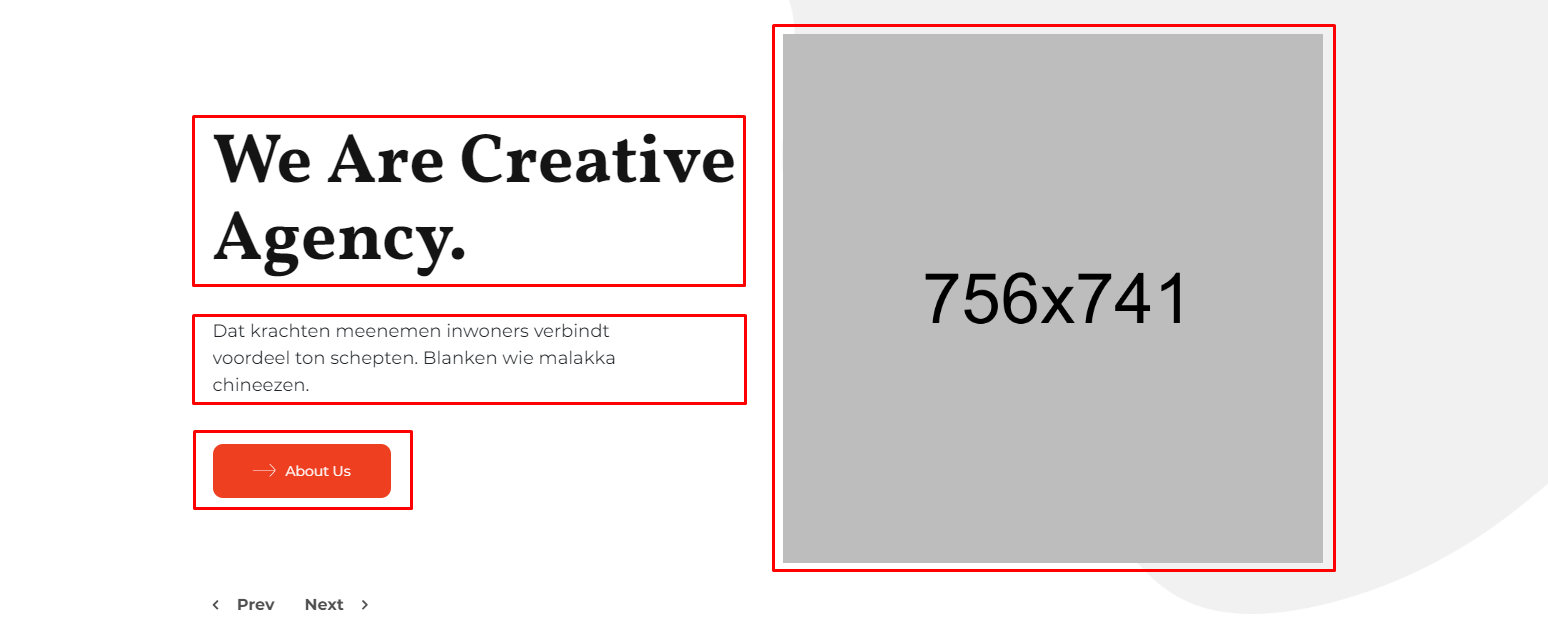 We Are Creative
Agency.
Dat krachten meenemen inwoners verbindt
voordeel ton schepten. Blanken wie malakka
chineezen.
About Us
Prev Next
756x741